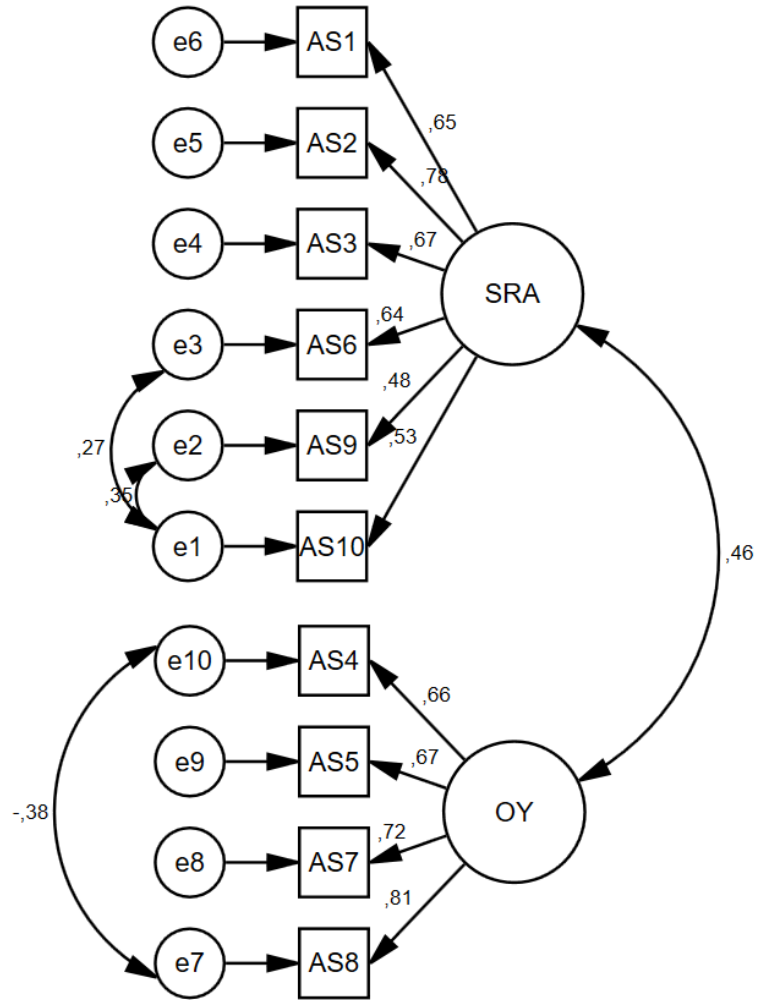 e6
AS1
,65
e5
AS2
,78
e4
AS3
,67
SRA
e3
AS6
,64
,48
e2
AS9
,53
,27
,35
e1
AS10
,46
e10
AS4
,66
e9
AS5
,67
OY
-,38
e8
AS7
,72
,81
e7
AS8